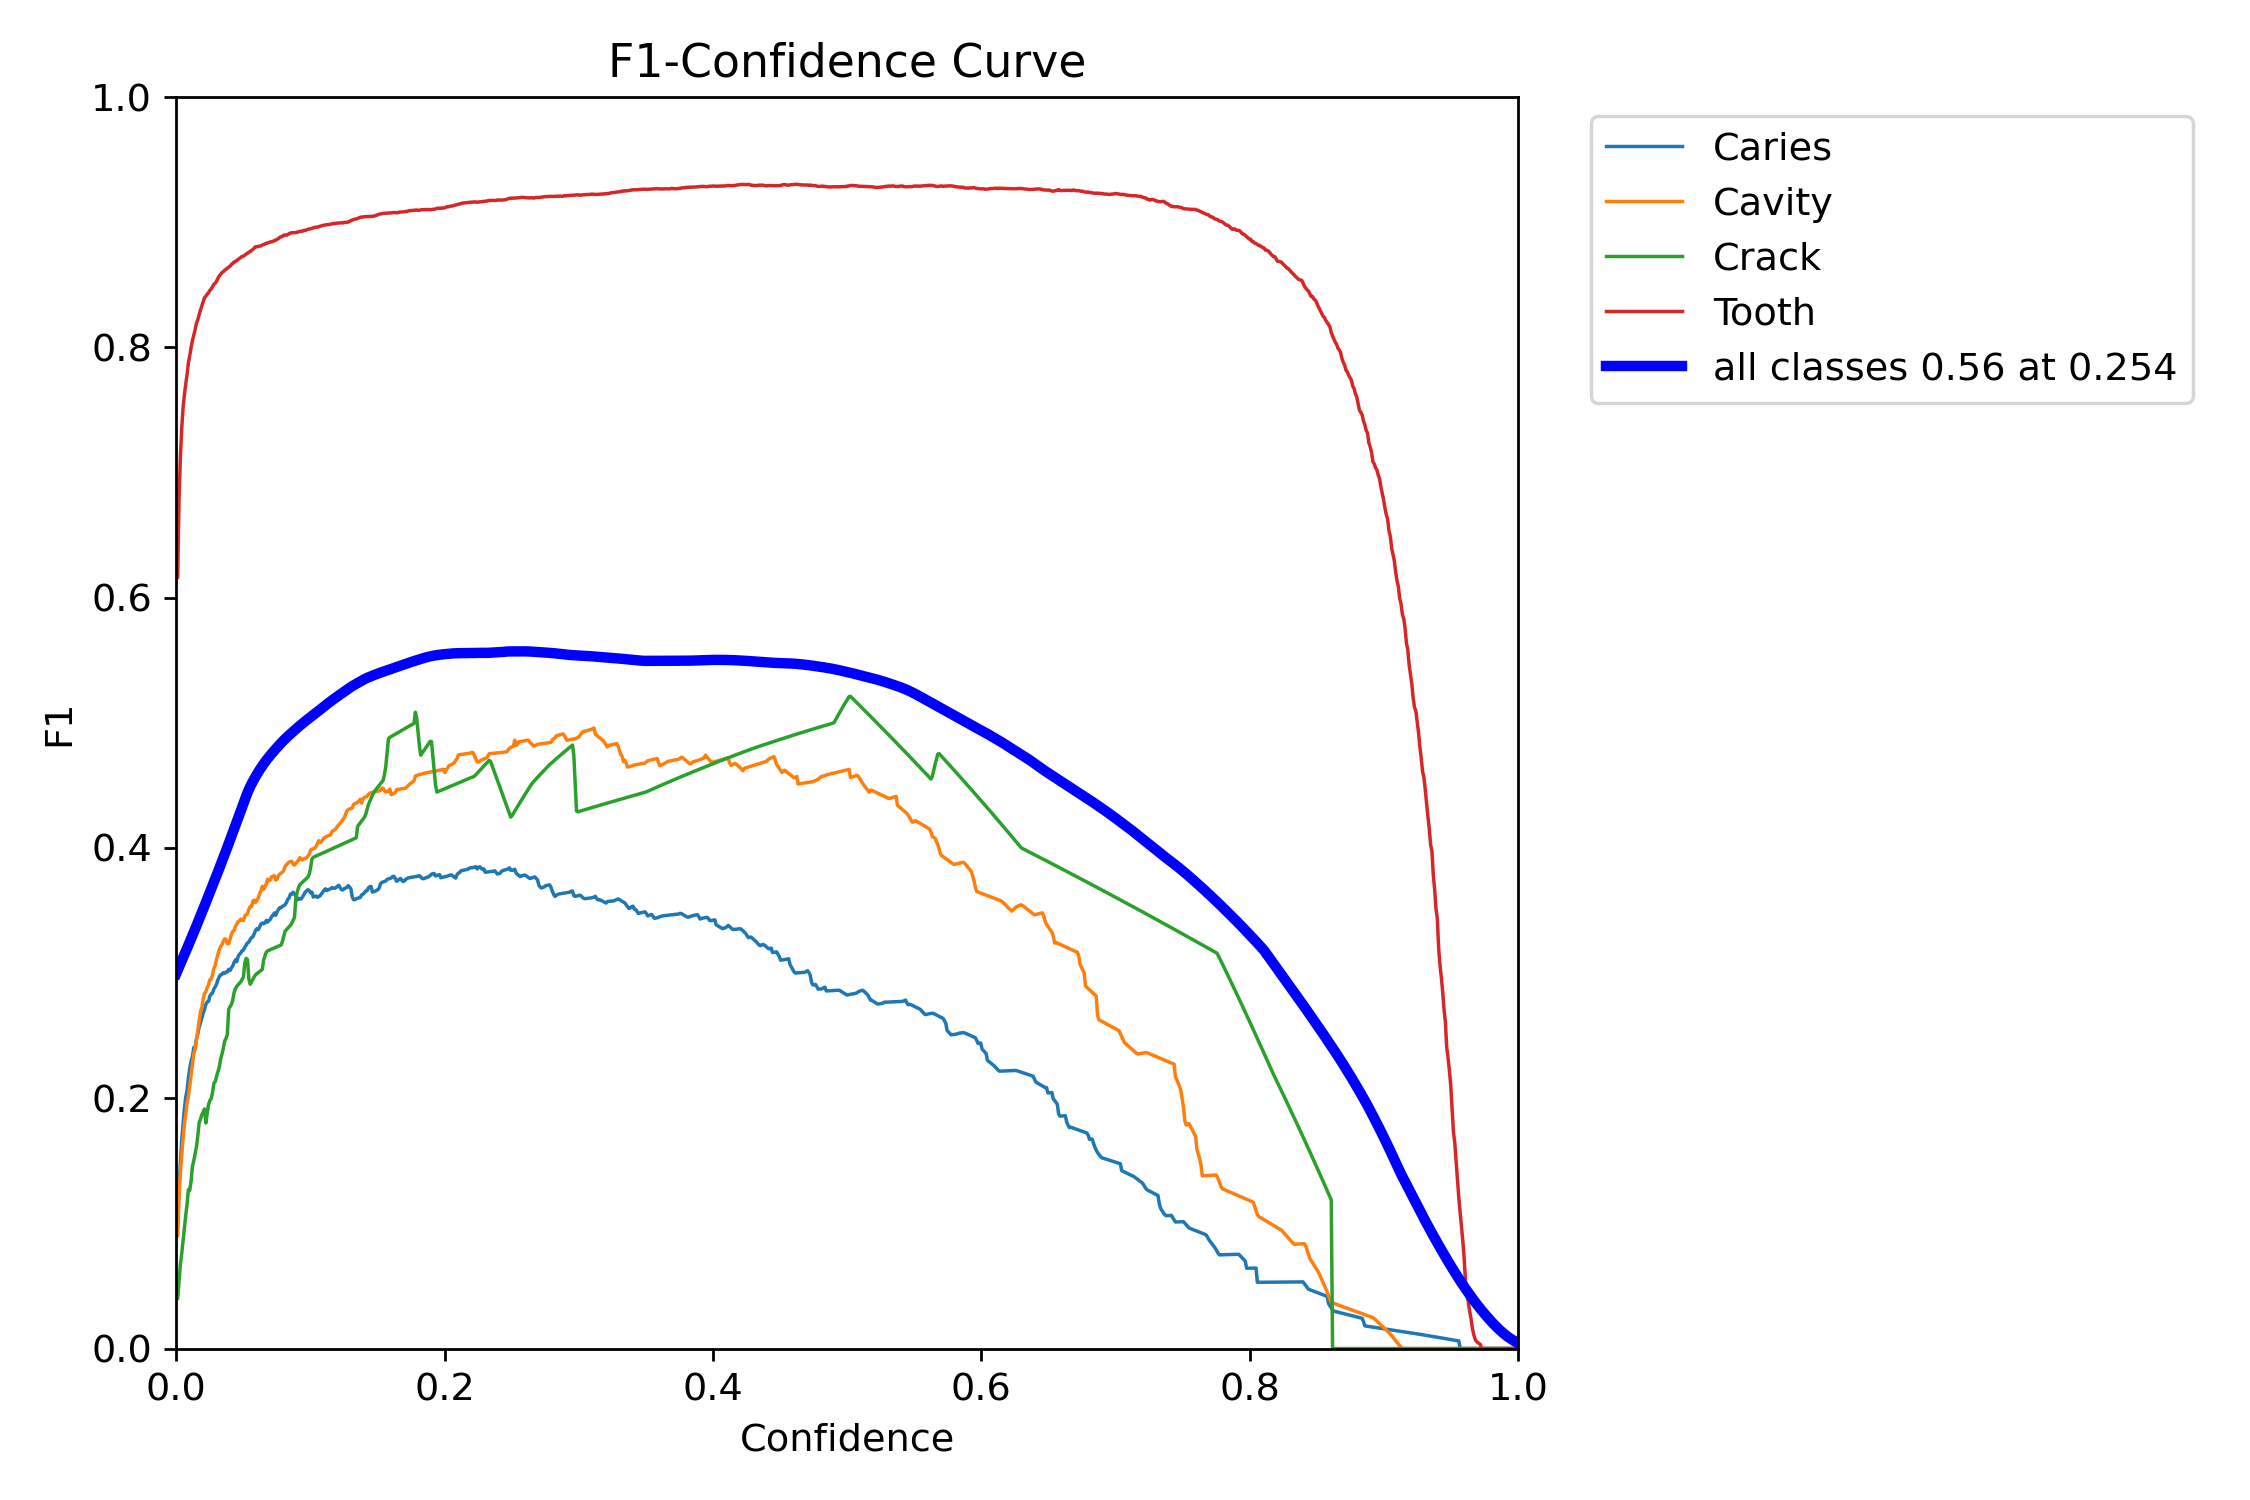 F1-Confidence Curve
1.0
0.8
0.6
0.4
0.2
0.0
F1
0.0 0.2 0.4 0.6 0.8 1.0
Confidence
Caries
Cavity
Crack
Tooth
all classes 0.56 at 0.254